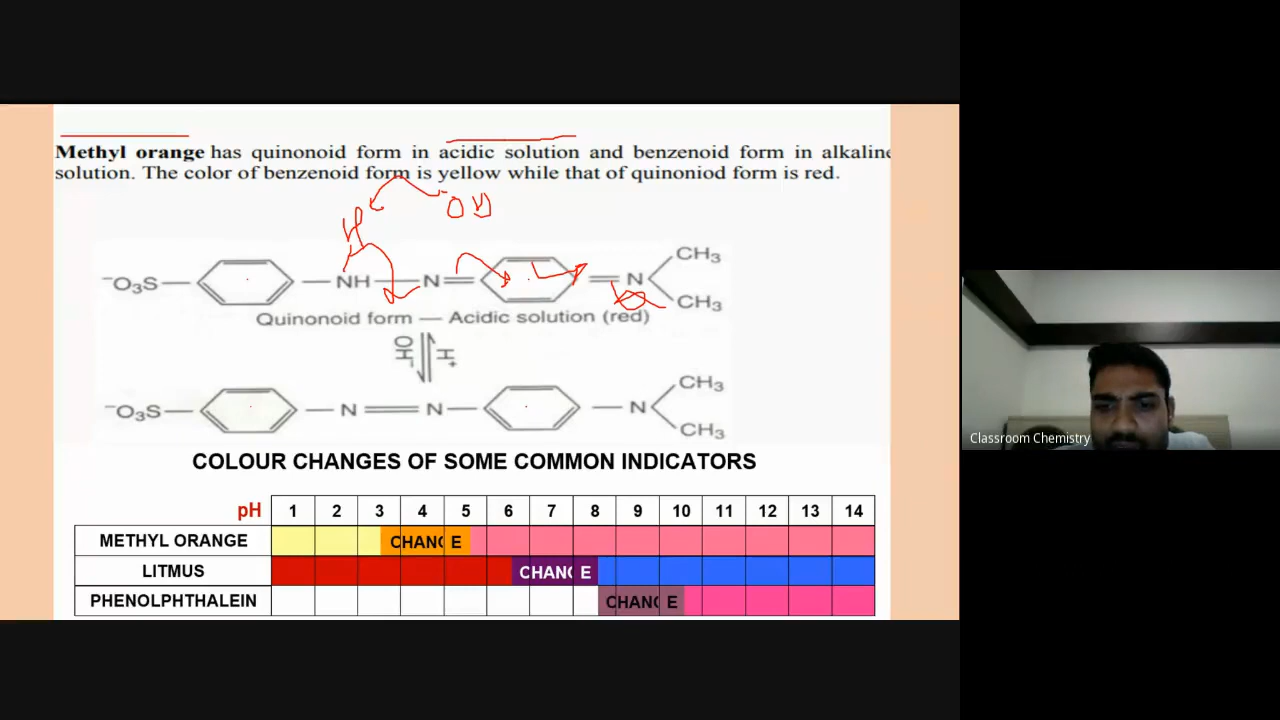 Methyl orange has quinonoid form in acidic solution and benzenoid form in alkaline
solution. The color of benzenoid form is yellow while that of quinoniod form is red.
H
⁻OH
⁻O₃S NH N N CH₃
CH₃
Quinonoid form — Acidic solution (red)
OH⁻ H⁺
⁻O₃S N N N CH₃
CH₃
COLOUR CHANGES OF SOME COMMON INDICATORS
pH 1 2 3 4 5 6 7 8 9 10 11 12 13 14
METHYL ORANGE CHANGE
LITMUS CHANGE
PHENOLPHTHALEIN CHANGE
Classroom Chemistry